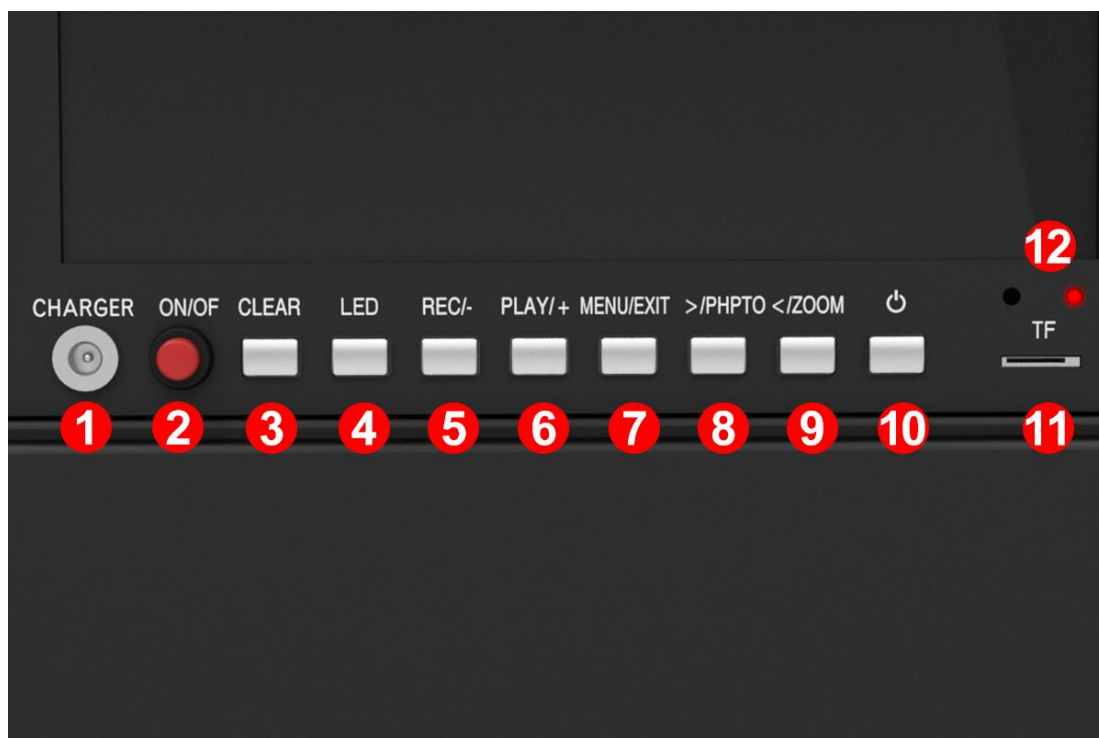 12
CHARGER ON/OF CLEAR LED REC/- PLAY/+ MENU/EXIT >/PHPTO </ZOOM
TF
1 2 3 4 5 6 7 8 9 10 11